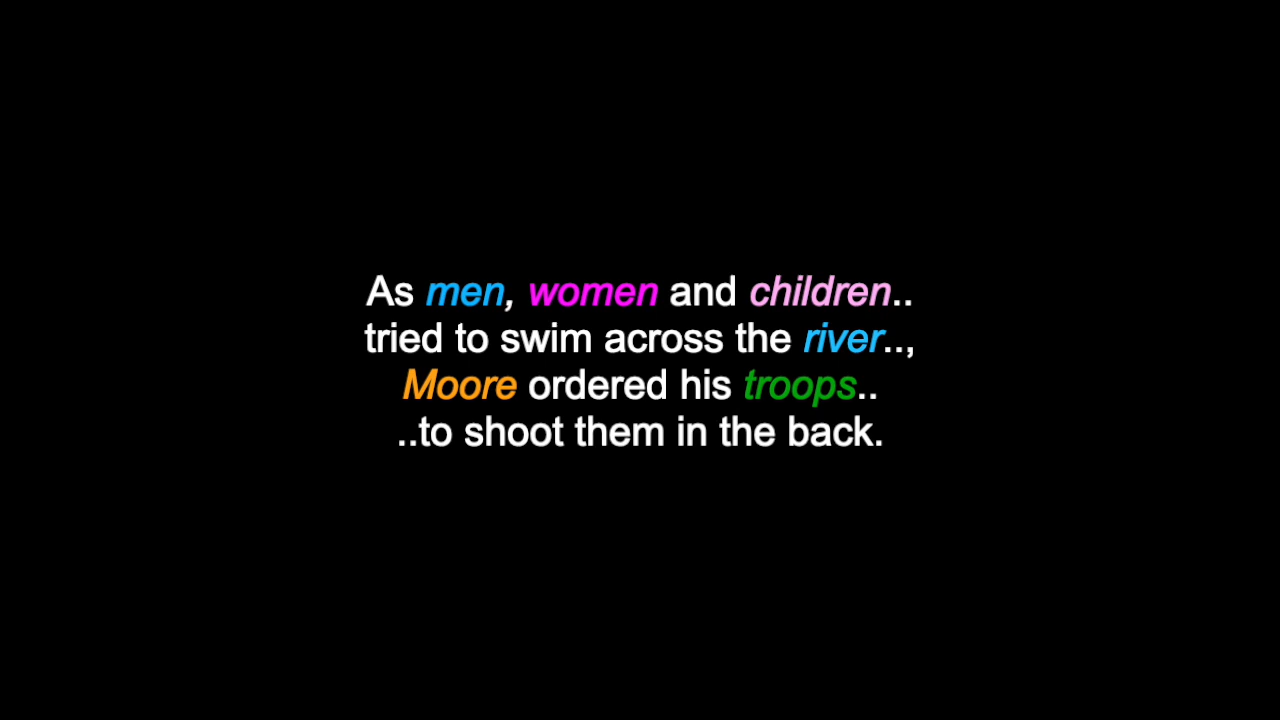 As men, women and children..
tried to swim across the river..,
Moore ordered his troops..
..to shoot them in the back.